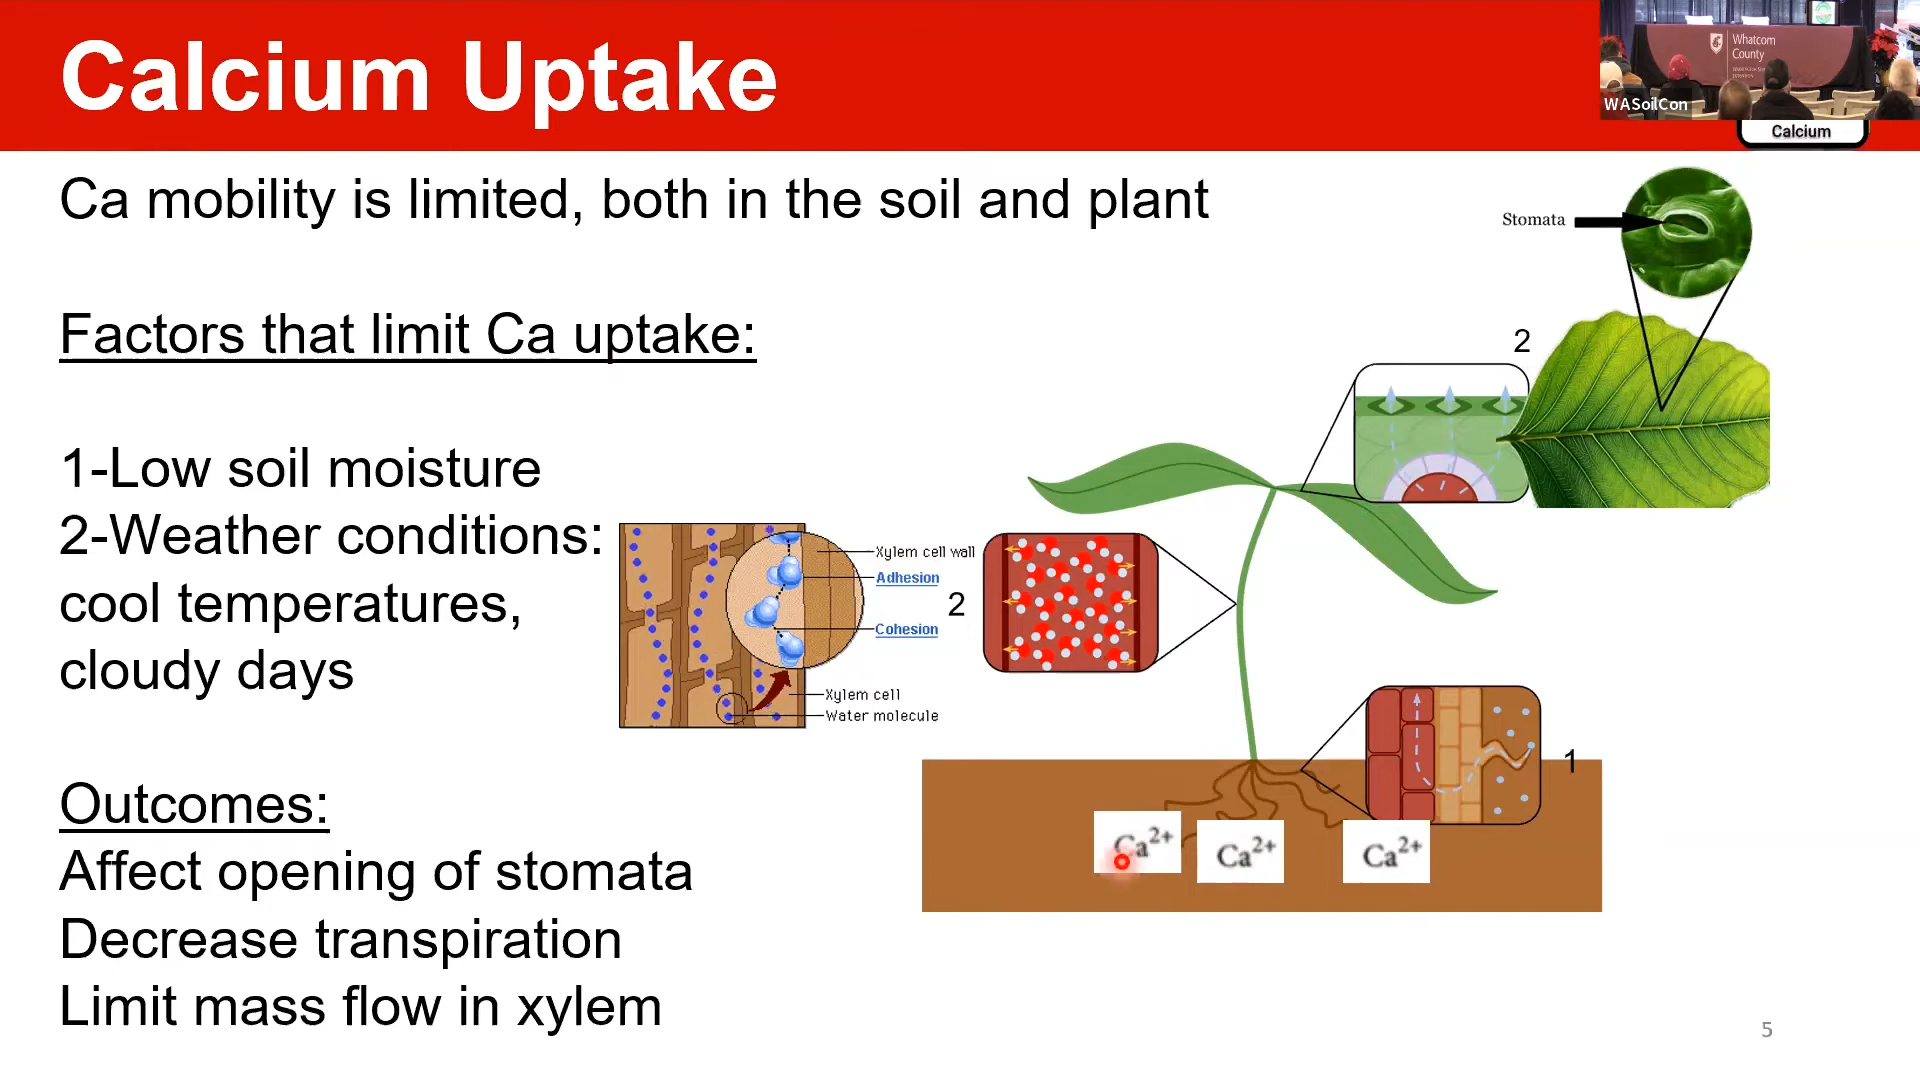 Calcium Uptake
Whatcom
County
WASoilCon
Calcium
Ca mobility is limited, both in the soil and plant
Stomata
Factors that limit Ca uptake:
2
1-Low soil moisture
2-Weather conditions:
cool temperatures,
cloudy days
Xylem cell wall
Adhesion
2
Cohesion
Xylem cell
Water molecule
1
Outcomes:
Ca2+
Ca2+
Ca2+
Affect opening of stomata
Decrease transpiration
Limit mass flow in xylem
5